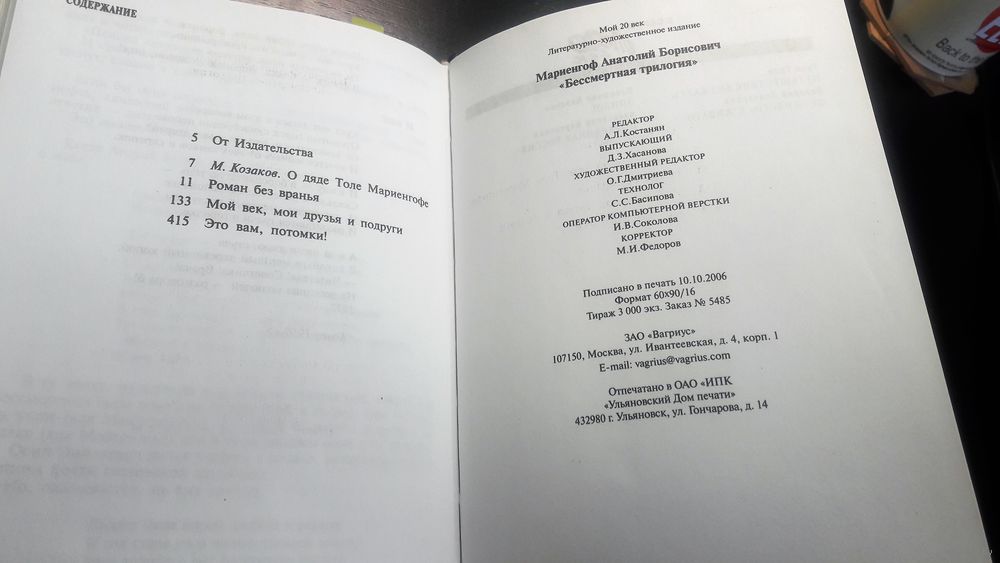 СОДЕРЖАНИЕ
5 От Издательства
7 М. Козаков. О дяде Толе Мариенгофе
11 Роман без вранья
133 Мой век, мои друзья и подруги
415 Это вам, потомки!
Мой 20 век
Литературно-художественное издание
Мариенгоф Анатолий Борисович
«Бессмертная трилогия»
РЕДАКТОР
А.Л.Костанян
ВЫПУСКАЮЩИЙ
Д.З.Хасанова
ХУДОЖЕСТВЕННЫЙ РЕДАКТОР
О.Г.Дмитриева
ТЕХНОЛОГ
С.С.Басипова
ОПЕРАТОР КОМПЬЮТЕРНОЙ ВЕРСТКИ
И.В.Соколова
КОРРЕКТОР
М.И.Федоров
Подписано в печать 10.10.2006
Формат 60х90/16
Тираж 3 000 экз. Заказ № 5485
ЗАО «Вагриус»
107150, Москва, ул. Ивантеевская, д. 4, корп. 1
E-mail: vagrius@vagrius.com
Отпечатано в ОАО «ИПК
«Ульяновский Дом печати»
432980 г. Ульяновск, ул. Гончарова, д. 14
Back to